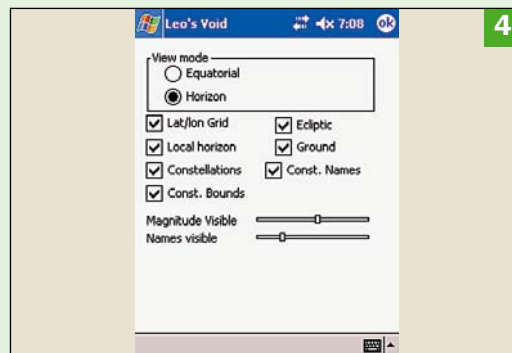 Leo's Void 7:08 ok
4
View mode
Equatorial
Horizon
Lat/lon Grid Ecliptic
Local horizon Ground
Constellations Const. Names
Const. Bounds
Magnitude Visible
Names visible